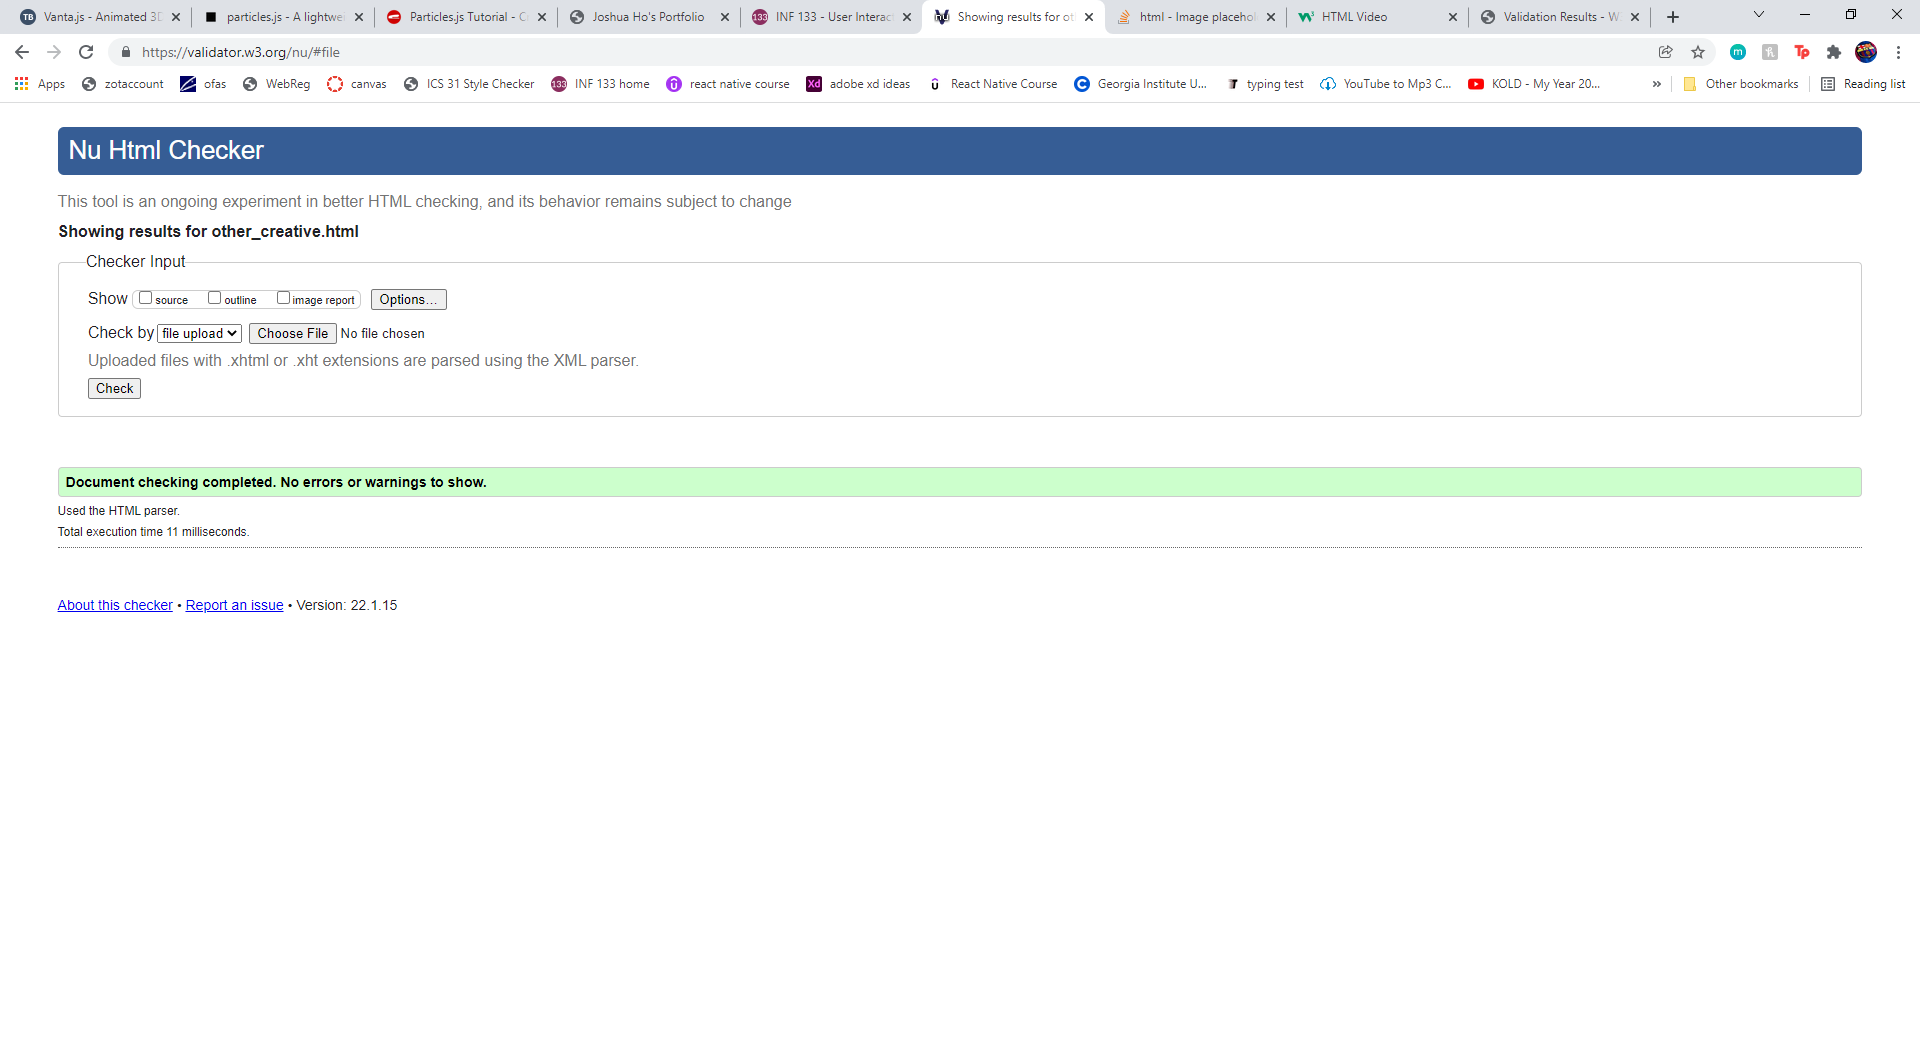 Vanta.js - Animated 3D
particles.js - A lightwei
Particles.js Tutorial - C
Joshua Ho's Portfolio
INF 133 - User Interact
Showing results for ot
html - Image placehol
HTML Video
Validation Results - W
https://validator.w3.org/nu/#file
Apps
zotaccount
ofas
WebReg
canvas
ICS 31 Style Checker
INF 133 home
react native course
adobe xd ideas
React Native Course
Georgia Institute U...
typing test
YouTube to Mp3 C...
KOLD - My Year 20...
»
Other bookmarks
Reading list
Nu Html Checker
This tool is an ongoing experiment in better HTML checking, and its behavior remains subject to change
Showing results for other_creative.html
Checker Input
Show source outline image report Options...
Check by file upload Choose File No file chosen
Uploaded files with .xhtml or .xht extensions are parsed using the XML parser.
Check
Document checking completed. No errors or warnings to show.
Used the HTML parser.
Total execution time 11 milliseconds.
About this checker • Report an issue • Version: 22.1.15